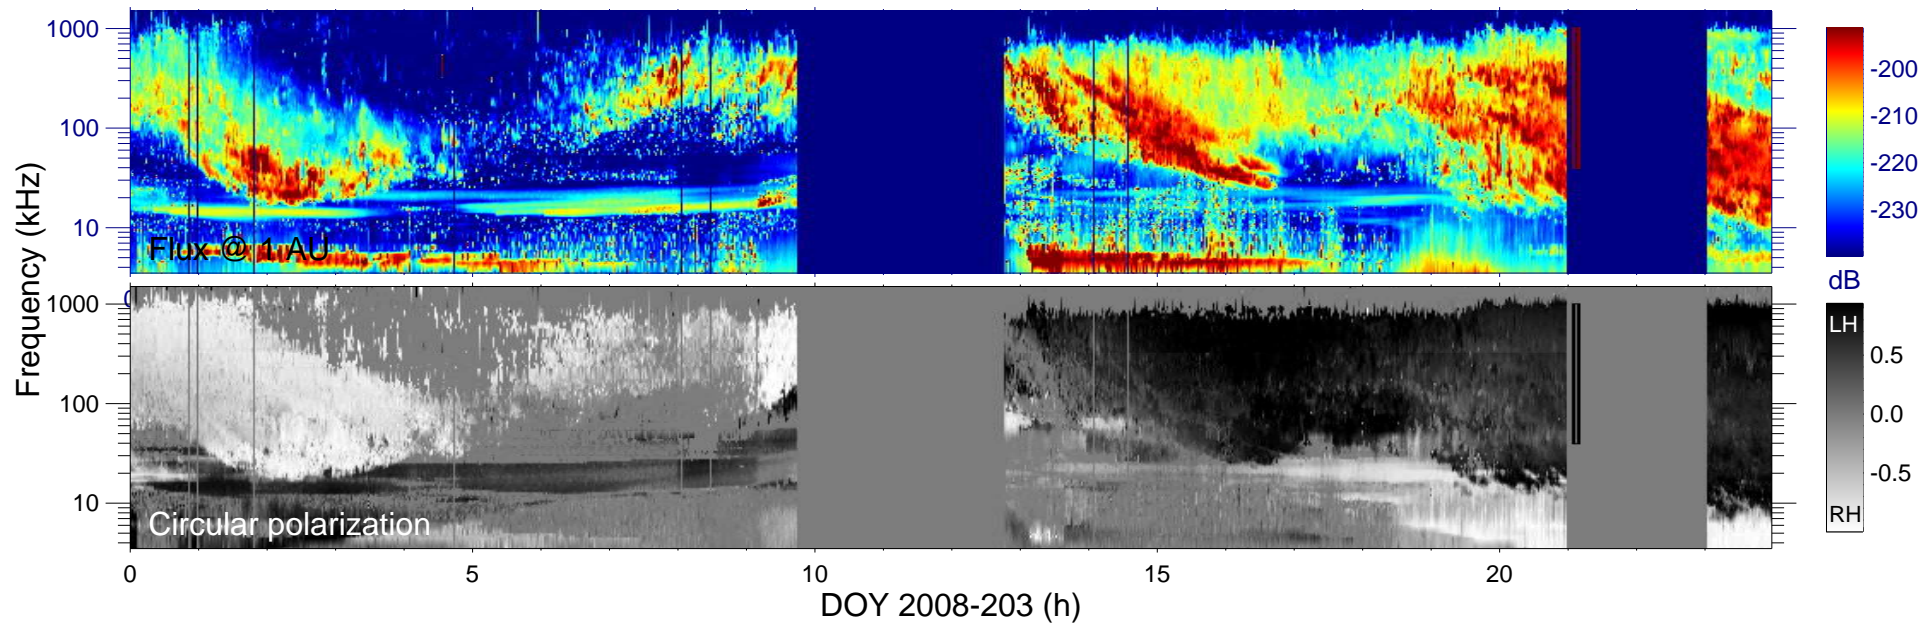 1000
100
10
Flux @ 1 AU
-200
-210
-220
-230
dB
Frequency (kHz)
0
1000
100
10
Circular polarization
LH
0.5
0.0
-0.5
RH
0
5
10
15
20
DOY 2008-203 (h)